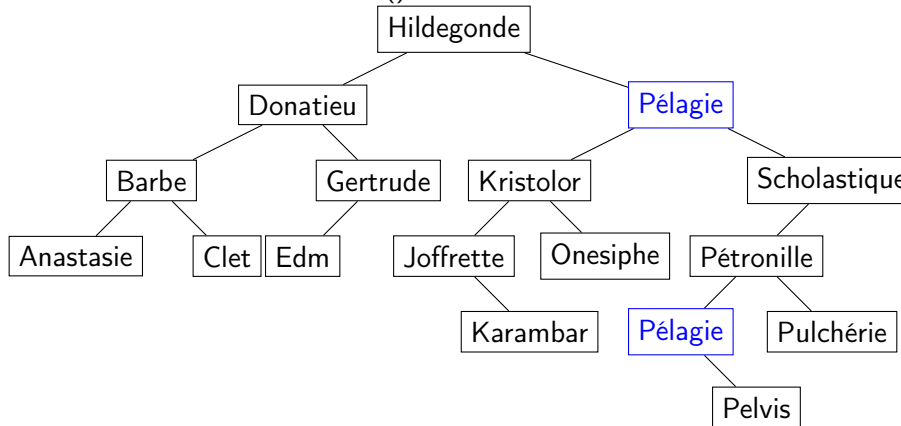 ()
Hildegonde
Donatieu
Pélagie
Barbe
Gertrude
Kristolor
Scholastique
Anastasie
Clet
Edm
Joffrette
Onesiphe
Pétronille
Karambar
Pélagie
Pulchérie
Pelvis